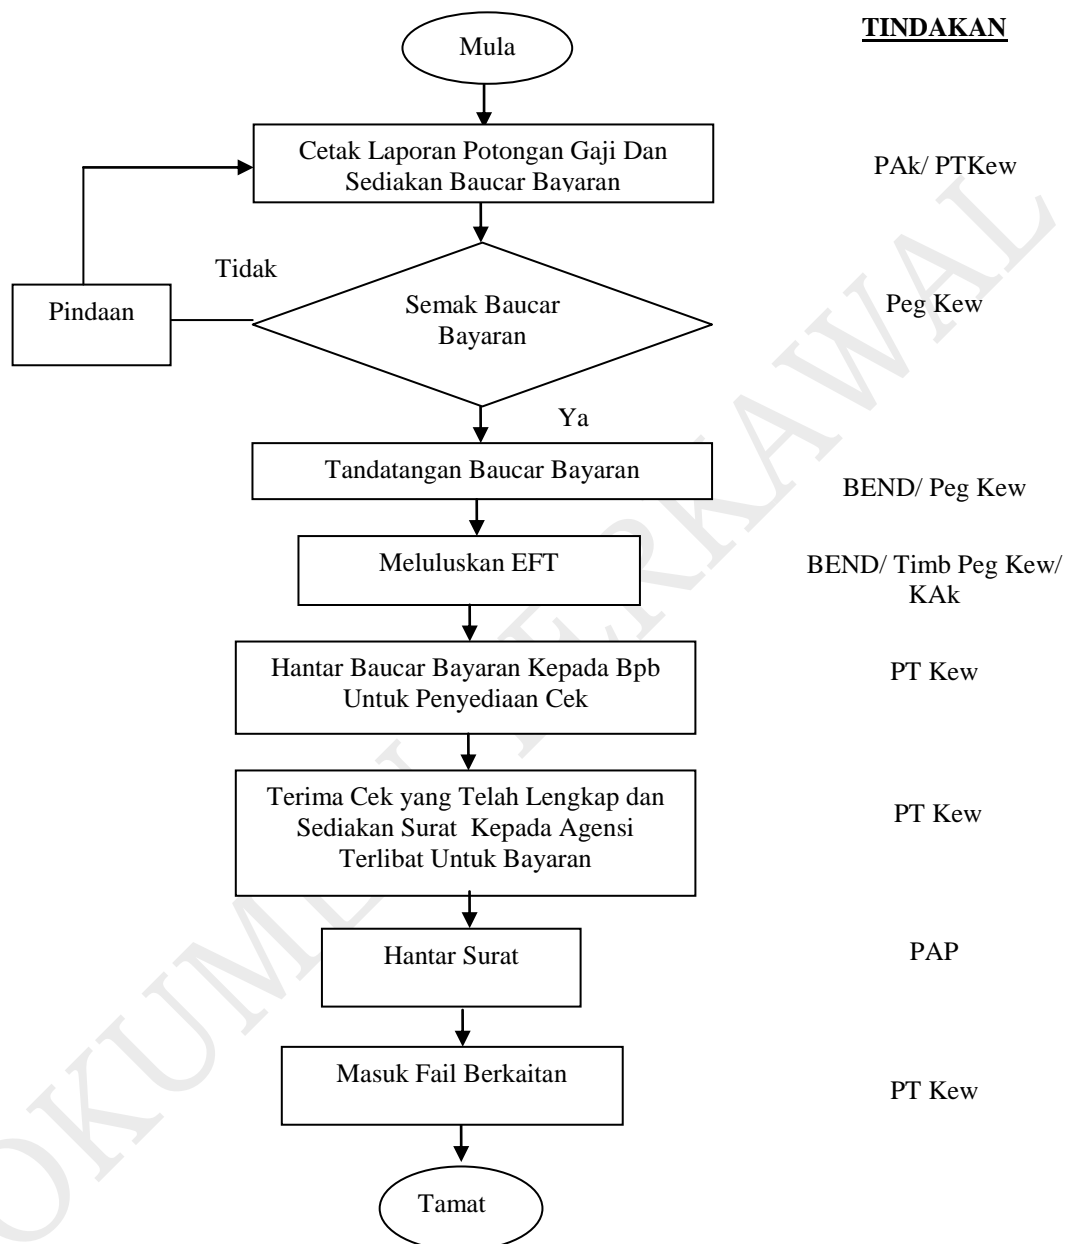 TINDAKAN
Mula
Cetak Laporan Potongan Gaji Dan
Sediakan Baucar Bayaran
PAk/ PTKew
Tidak
Pindaan
Semak Baucar
Bayaran
Peg Kew
Ya
Tandatangan Baucar Bayaran
BEND/ Peg Kew
Meluluskan EFT
BEND/ Timb Peg Kew/
KAk
Hantar Baucar Bayaran Kepada Bpb
Untuk Penyediaan Cek
PT Kew
Terima Cek yang Telah Lengkap dan
Sediakan Surat  Kepada Agensi
Terlibat Untuk Bayaran
PT Kew
Hantar Surat
PAP
Masuk Fail Berkaitan
PT Kew
Tamat